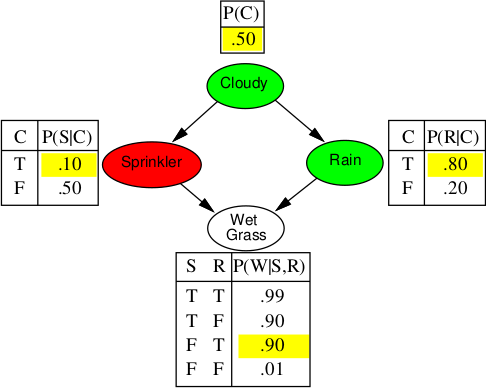 P(C)
.50
Cloudy
C P(S|C)
T .10
F .50
Sprinkler
Rain
C P(R|C)
T .80
F .20
Wet
Grass
S R P(W|S,R)
T T .99
T F .90
F T .90
F F .01